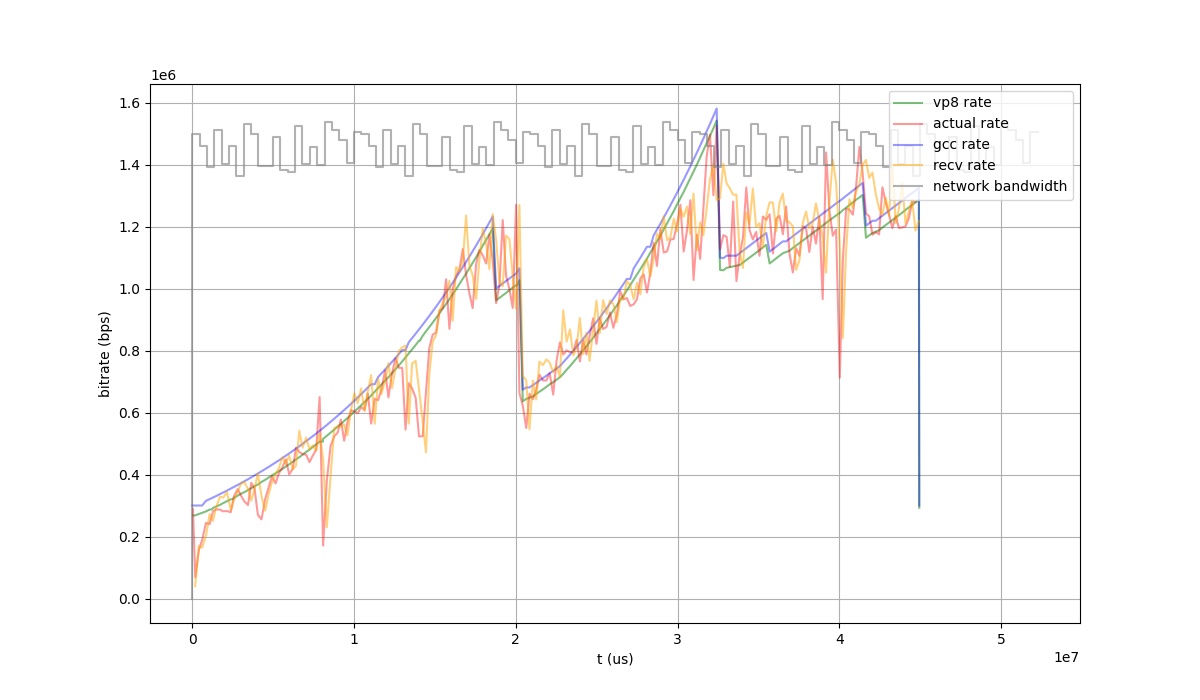 1e6
1.6
1.4
1.2
1.0
0.8
0.6
0.4
0.2
0.0
bitrate (bps)
vp8 rate
actual rate
gcc rate
recv rate
network bandwidth
0
1
2
3
4
5
1e7
t (us)